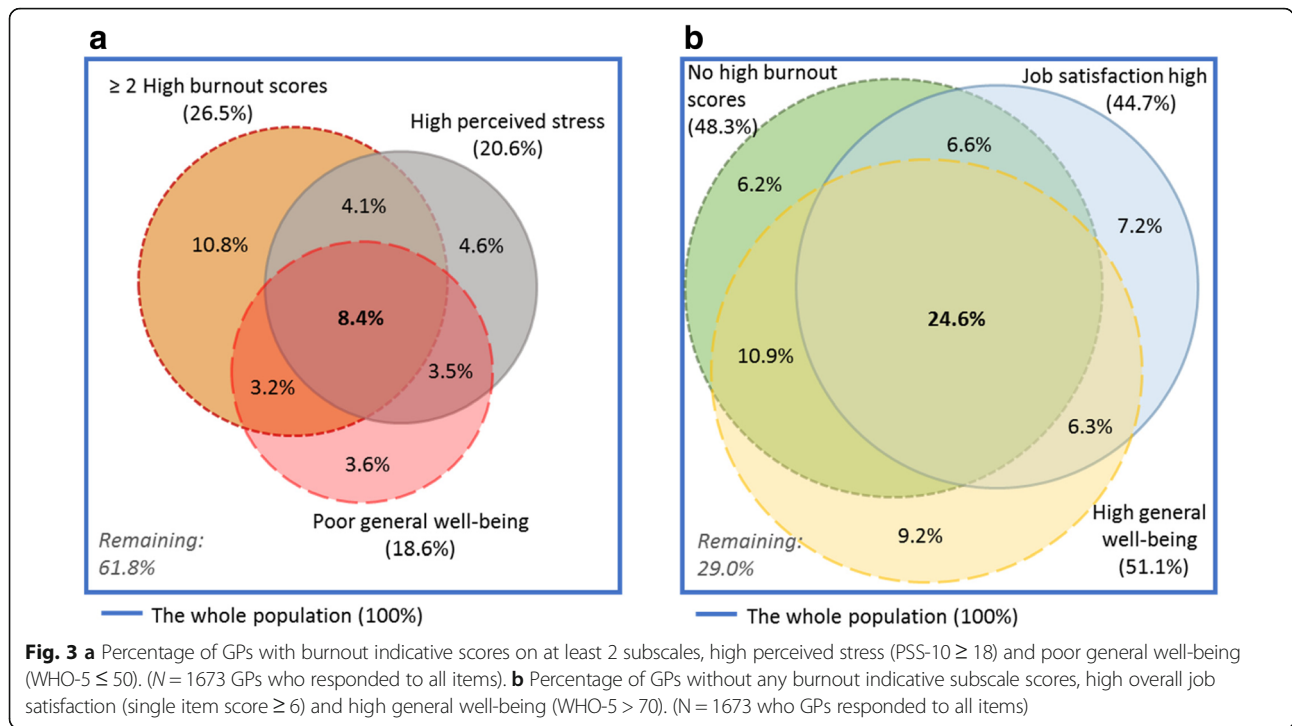 a
≥ 2 High burnout scores
(26.5%)
High perceived stress
(20.6%)
4.1%
10.8%
4.6%
8.4%
3.2%
3.5%
3.6%
Poor general well-being
(18.6%)
Remaining:
61.8%
The whole population (100%)
b
No high burnout
scores
(48.3%)
Job satisfaction high
(44.7%)
6.6%
6.2%
7.2%
24.6%
10.9%
6.3%
9.2%
High general
well-being
(51.1%)
Remaining:
29.0%
The whole population (100%)
Fig. 3 a Percentage of GPs with burnout indicative scores on at least 2 subscales, high perceived stress (PSS-10 ≥ 18) and poor general well-being
(WHO-5 ≤ 50). (N = 1673 GPs who responded to all items). b Percentage of GPs without any burnout indicative subscale scores, high overall job
satisfaction (single item score ≥ 6) and high general well-being (WHO-5 > 70). (N = 1673 who GPs responded to all items)